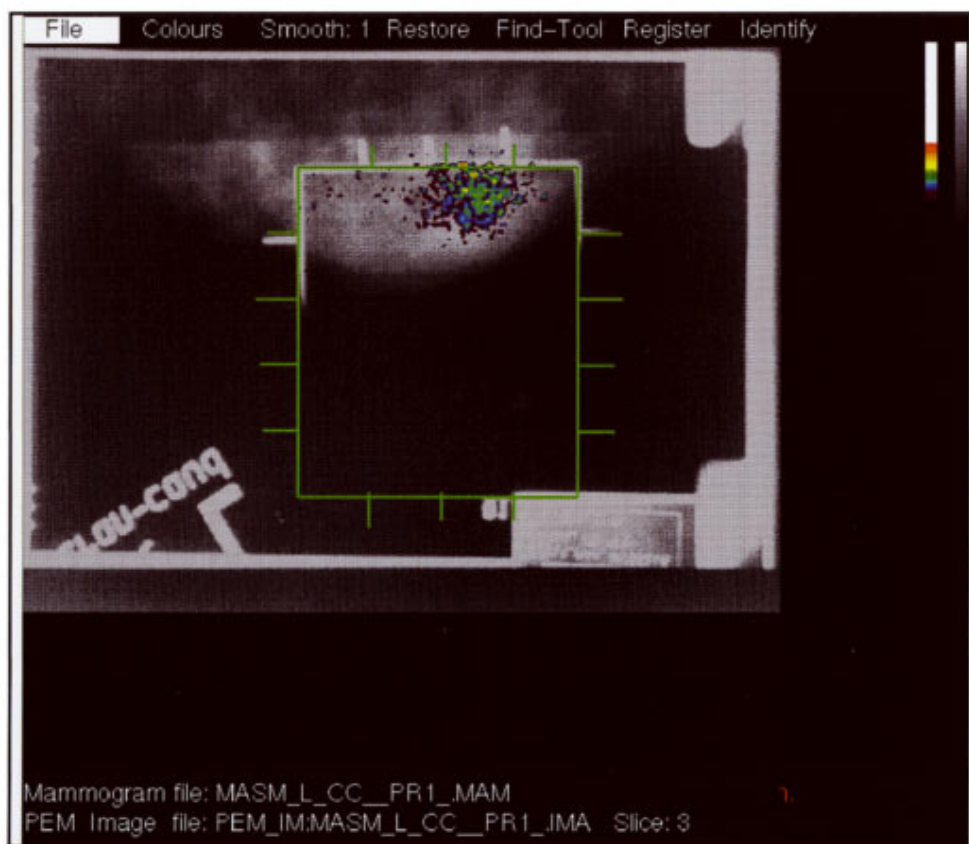 File Colours Smooth: 1 Restore Find-Tool Register Identify
Mammogram file: MASM_L_CC__PR1_.MAM
PEM Image file: PEM_IM:MASM_L_CC__PR1_.IMA Slice: 3